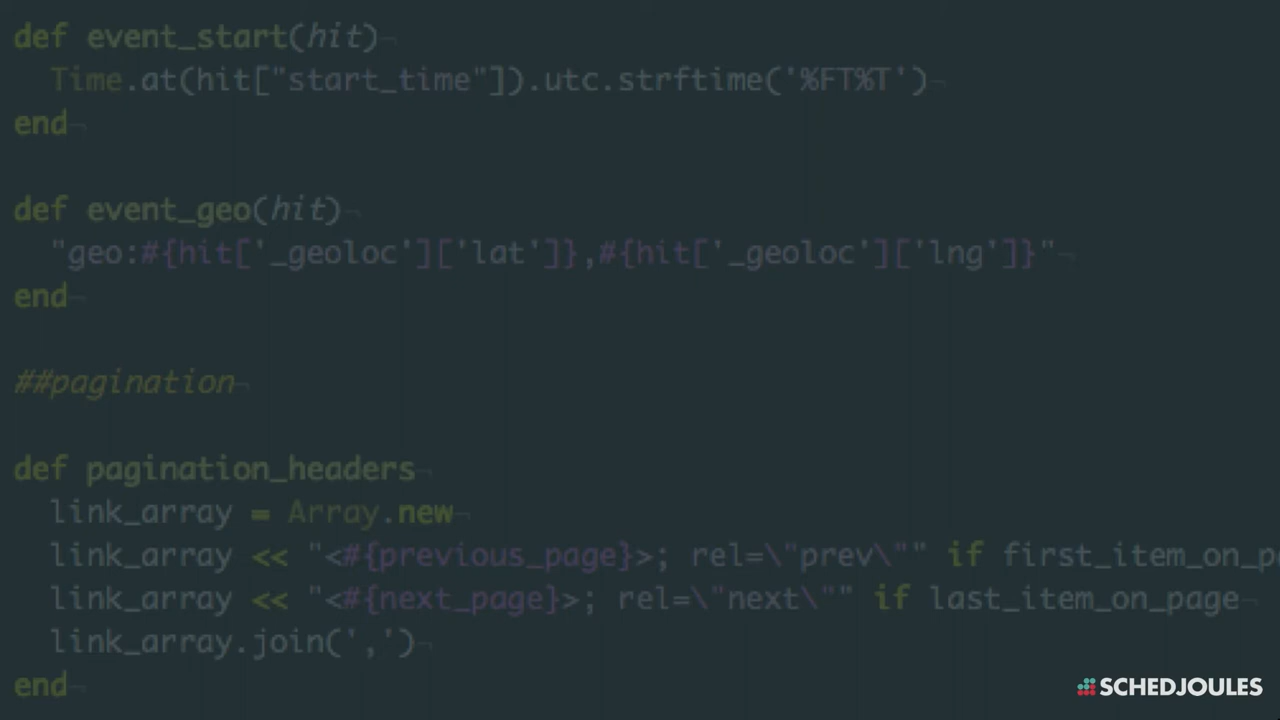 def event_start(hit)¬
  Time.at(hit["start_time"]).utc.strftime('%FT%T')¬
end¬
def event_geo(hit)¬
  "geo:#{hit['_geoloc']['lat']},#{hit['_geoloc']['lng']}"¬
end¬
##pagination¬
def pagination_headers¬
  link_array = Array.new¬
  link_array << "<#{previous_page}>; rel=\"prev\"" if first_item_on_p
  link_array << "<#{next_page}>; rel=\"next\"" if last_item_on_page¬
  link_array.join(',')¬
end¬
SCHEDJOULES